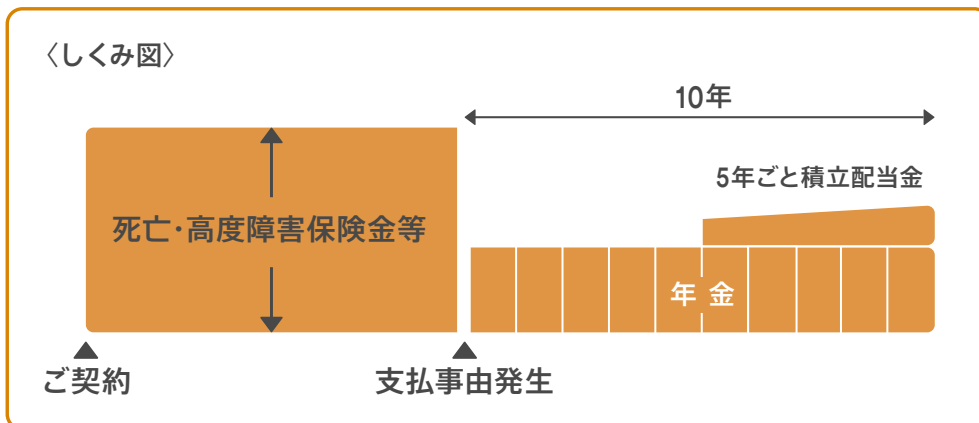 〈しくみ図〉
10年
5年ごと積立配当金
死亡・高度障害保険金等
年金
ご契約
支払事由発生